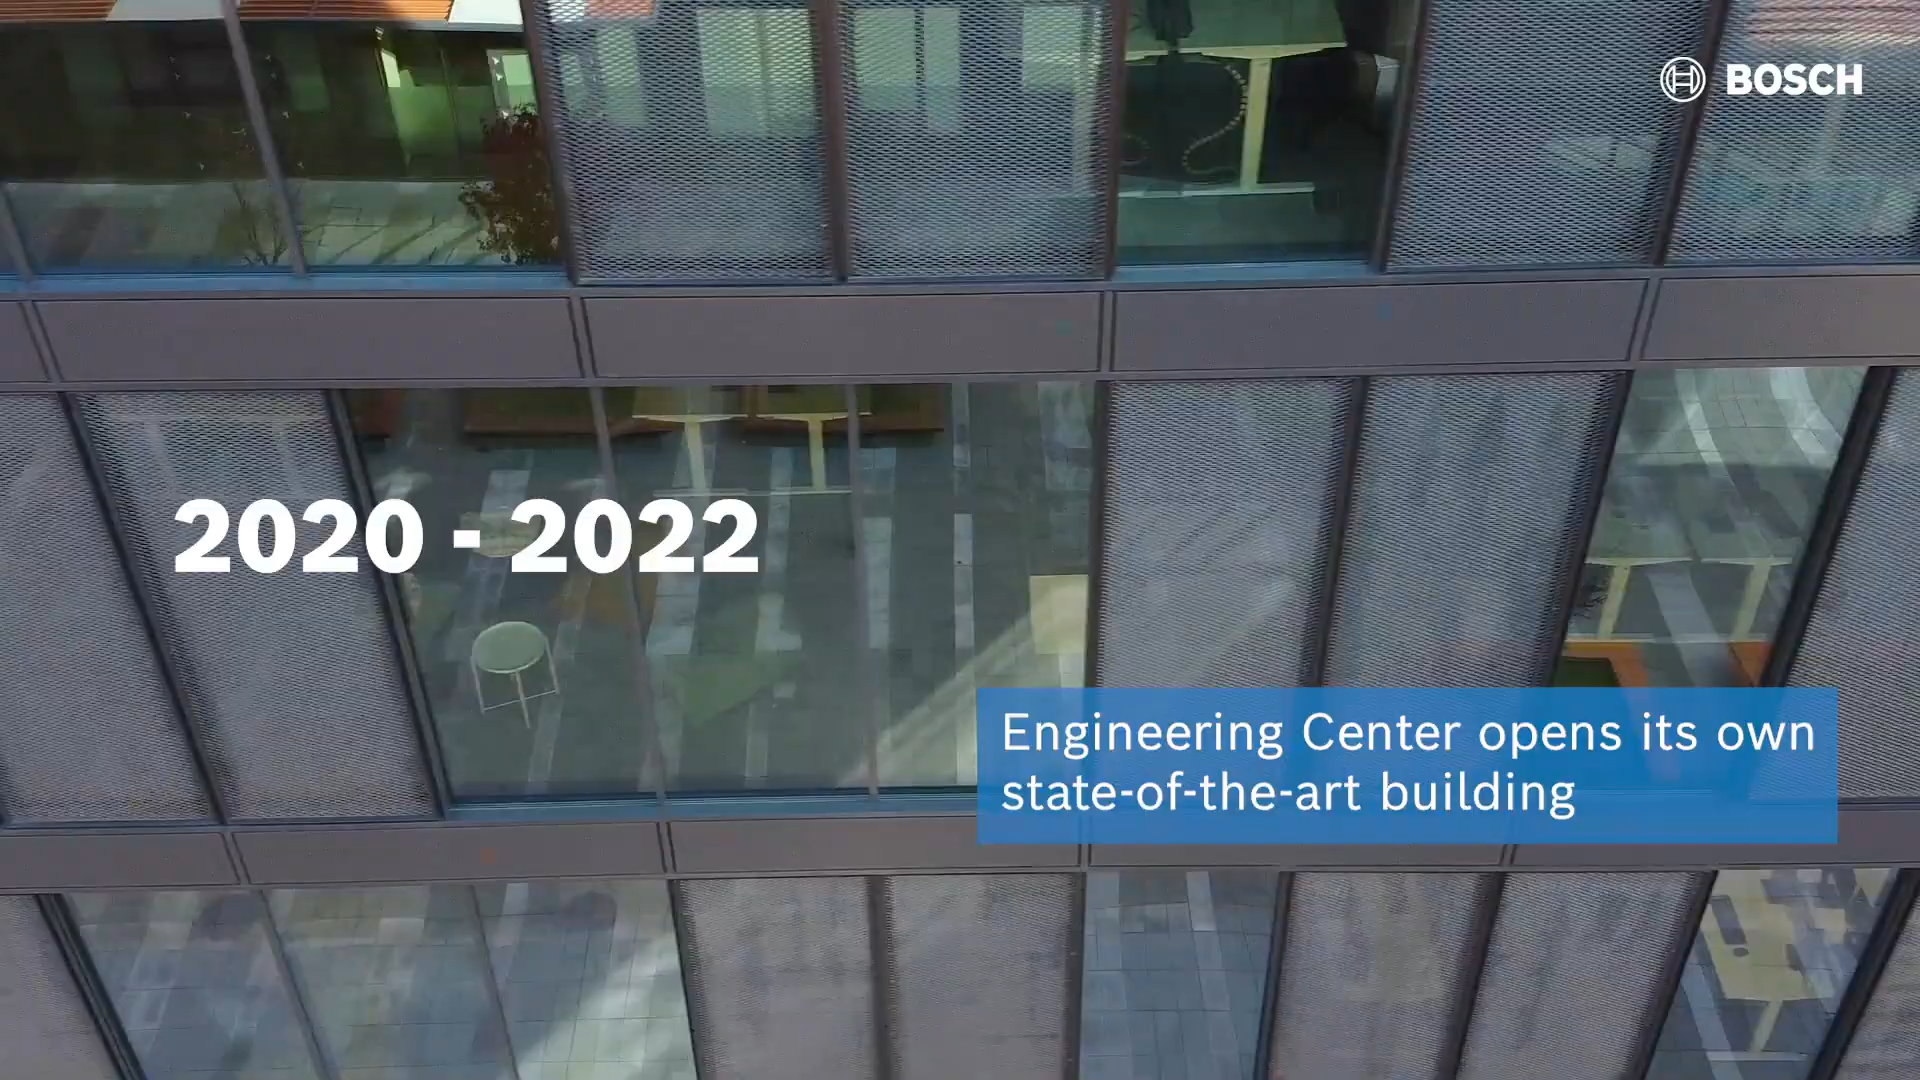 BOSCH
2020 - 2022
Engineering Center opens its own
state-of-the-art building